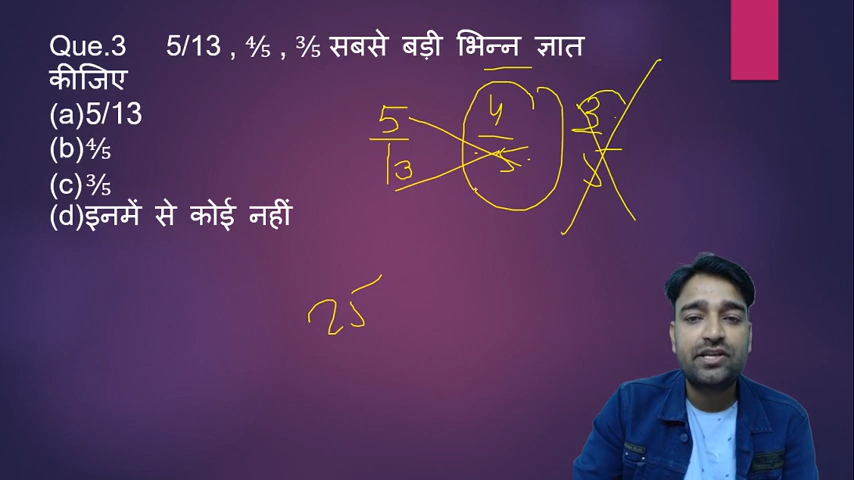 Que.3 5/13 , ⅘ , ⅗ सबसे बड़ी भिन्न ज्ञात
कीजिए
(a)5/13
(b)⅘
(c)⅗
(d)इनमें से कोई नहीं
5 4 3
13 5 5
25